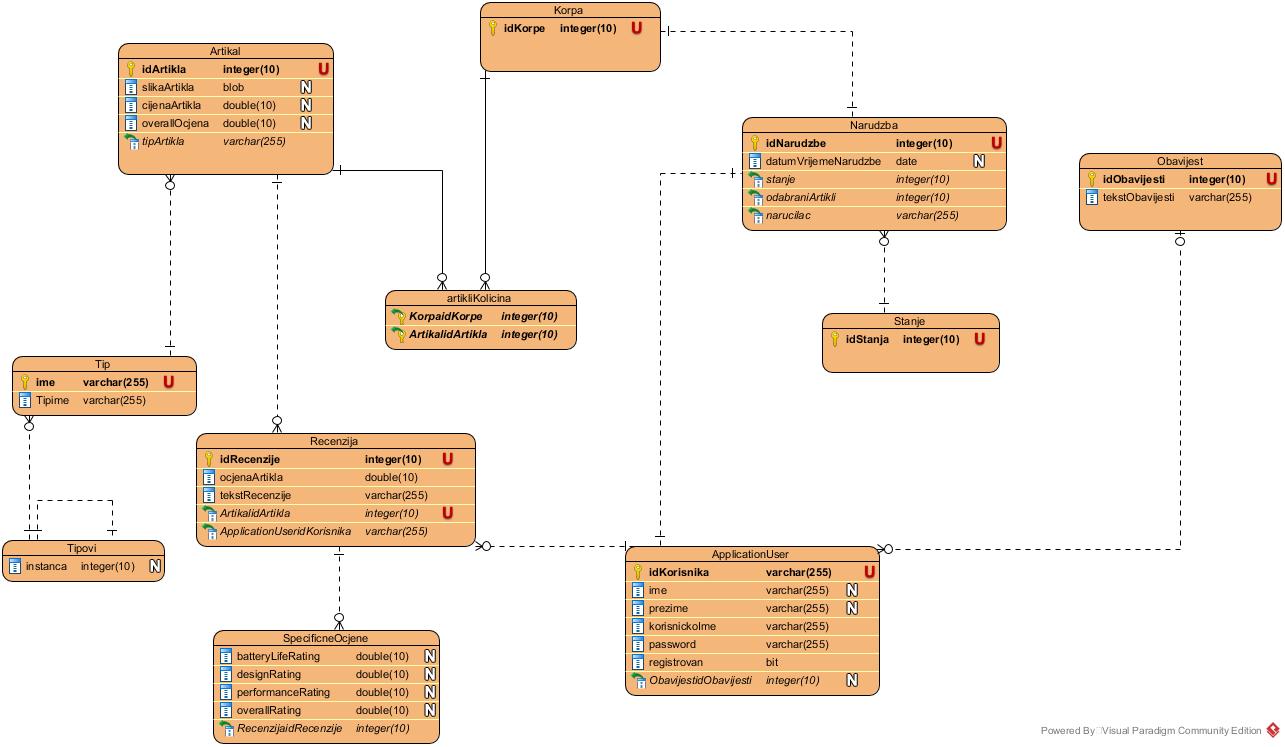 Korpa
idKorpe integer(10) U
Artikal
idArtikla integer(10) U
slikaArtikla blob N
cijenaArtikla double(10) N
overallOcjena double(10) N
tipArtikla varchar(255)
Narudzba
idNarudzbe integer(10) U
datumVrijemeNarudzbe date N
stanje integer(10)
odabraniArtikli integer(10)
narucilac varchar(255)
Obavijest
idObavijesti integer(10) U
tekstObavijesti varchar(255)
artikliKolicina
KorpaidKorpe integer(10)
ArtikalidArtikla integer(10)
Stanje
idStanja integer(10) U
Tip
ime varchar(255) U
Tipime varchar(255)
Recenzija
idRecenzije integer(10) U
ocjenaArtikla double(10)
tekstRecenzije varchar(255)
ArtikalidArtikla integer(10) U
ApplicationUseridKorisnika varchar(255)
Tipovi
instanca integer(10) N
ApplicationUser
idKorisnika varchar(255) U
ime varchar(255) N
prezime varchar(255) N
korisnickoIme varchar(255)
password varchar(255)
registrovan bit
ObavijestidObavijesti integer(10) N
SpecificneOcjene
batteryLifeRating double(10) N
designRating double(10) N
performanceRating double(10) N
overallRating double(10) N
RecenzijaidRecenzije integer(10)
Powered By Visual Paradigm Community Edition